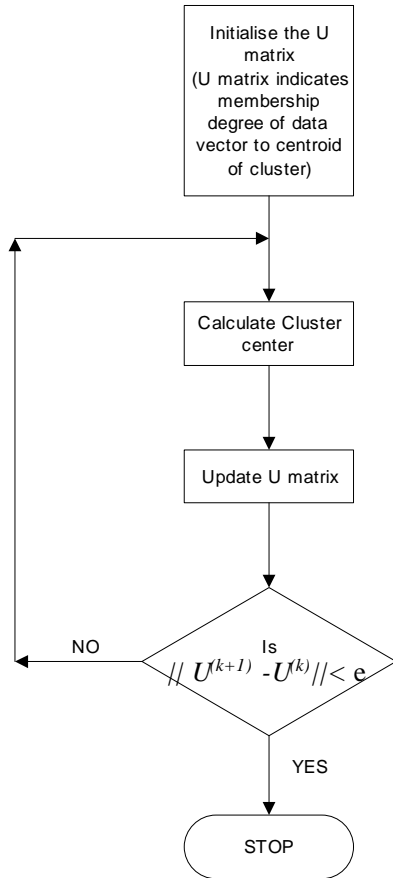 Initialise the U
matrix
(U matrix indicates
membership
degree of data
vector to centroid
of cluster)
Calculate Cluster
center
Update U matrix
NO
Is
|| U^(k+1) -U^(k)||< e
YES
STOP